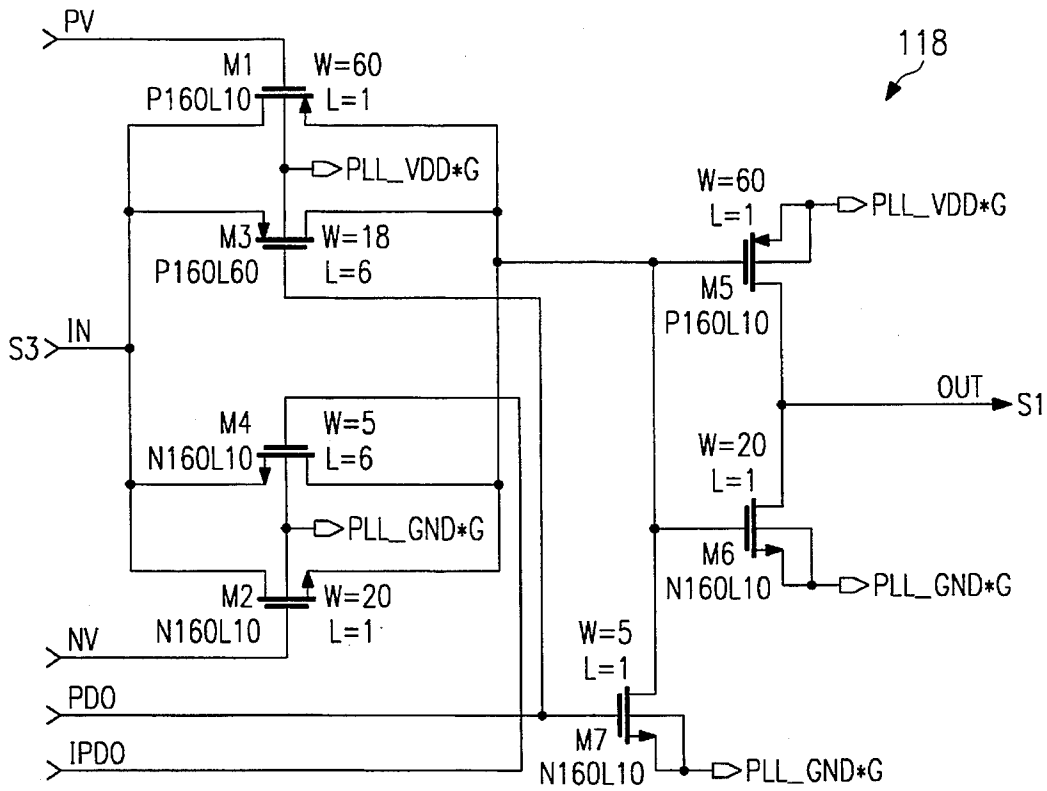 PV
118
M1
W=60
P160L10
L=1
PLL_VDD*G
W=60
L=1
PLL_VDD*G
M3
W=18
P160L60
L=6
M5
P160L10
S3
IN
OUT
S1
M4
W=5
N160L10
L=6
W=20
L=1
PLL_GND*G
M6
N160L10
PLL_GND*G
M2
W=20
N160L10
L=1
NV
W=5
L=1
PDO
M7
N160L10
PLL_GND*G
IPDO